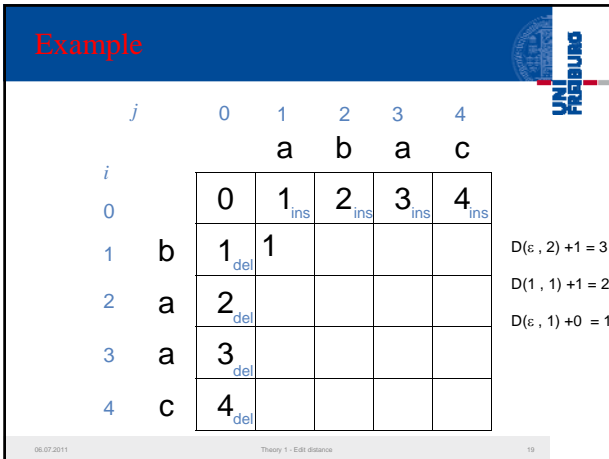 Example
UNI
FREIBURG
j 0 1 2 3 4
a b a c
i
0 0 1ins 2ins 3ins 4ins
1 b 1del 1
2 a 2del
3 a 3del
4 c 4del
D(ε , 2) +1 = 3
D(1 , 1) +1 = 2
D(ε , 1) +0 = 1
06.07.2011 Theory 1 - Edit distance 19